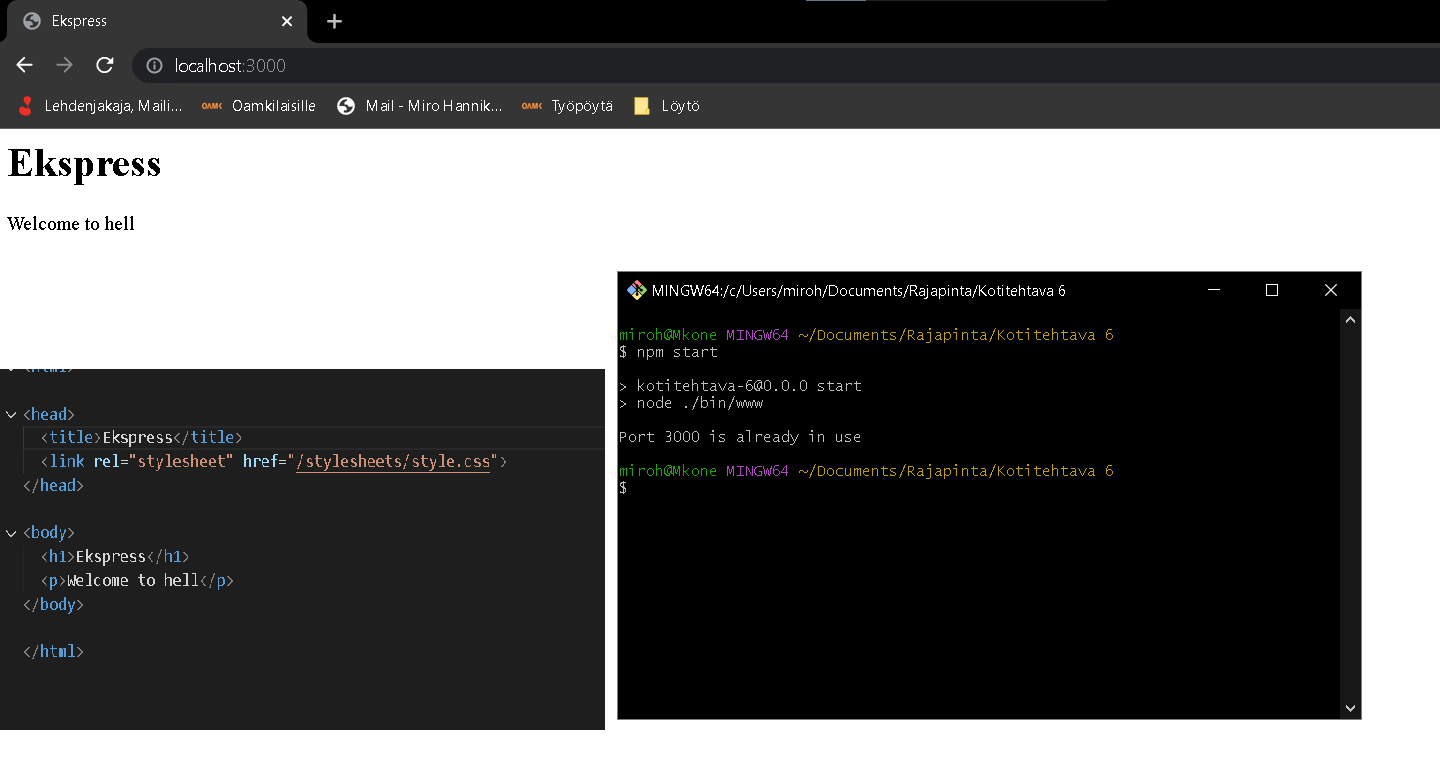 Ekspress
localhost:3000
Lehdenjakaja, Maili...
OAMK
Oamkilaisille
Mail - Miro Hannik...
OAMK
Työpöytä
Löytö
Ekspress
Welcome to hell
<head>
<title>Ekspress</title>
<link rel="stylesheet" href="/stylesheets/style.css">
</head>
<body>
<h1>Ekspress</h1>
<p>Welcome to hell</p>
</body>
</html>
MINGW64:/c/Users/miroh/Documents/Rajapinta/Kotitehtava 6
miroh@Mkone MINGW64 ~/Documents/Rajapinta/Kotitehtava 6
$ npm start
> kotitehtava-6@0.0.0 start
> node ./bin/www
Port 3000 is already in use
miroh@Mkone MINGW64 ~/Documents/Rajapinta/Kotitehtava 6
$